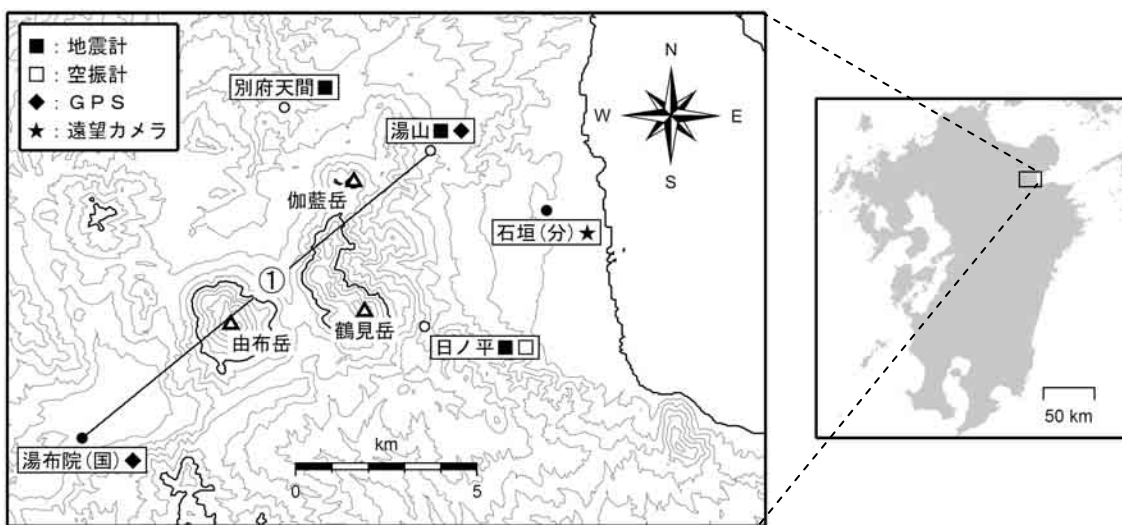 ■：地震計
□：空振計
◆：ＧＰＳ
★：遠望カメラ
別府天間■
湯山■◆
伽藍岳
石垣(分)★
①
由布岳
鶴見岳
日ノ平■□
湯布院(国)◆
N
W E
S
km
0 5
50 km